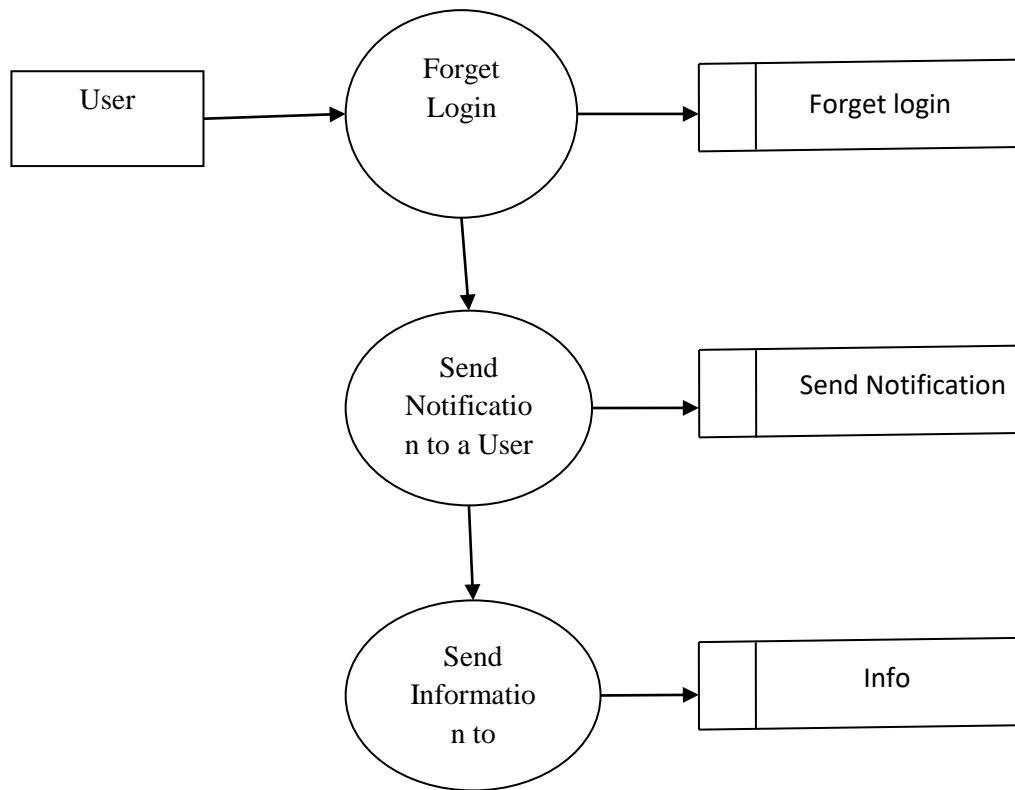 User
Forget
Login
Forget login
Send
Notificatio
n to a User
Send Notification
Send
Informatio
n to
Info